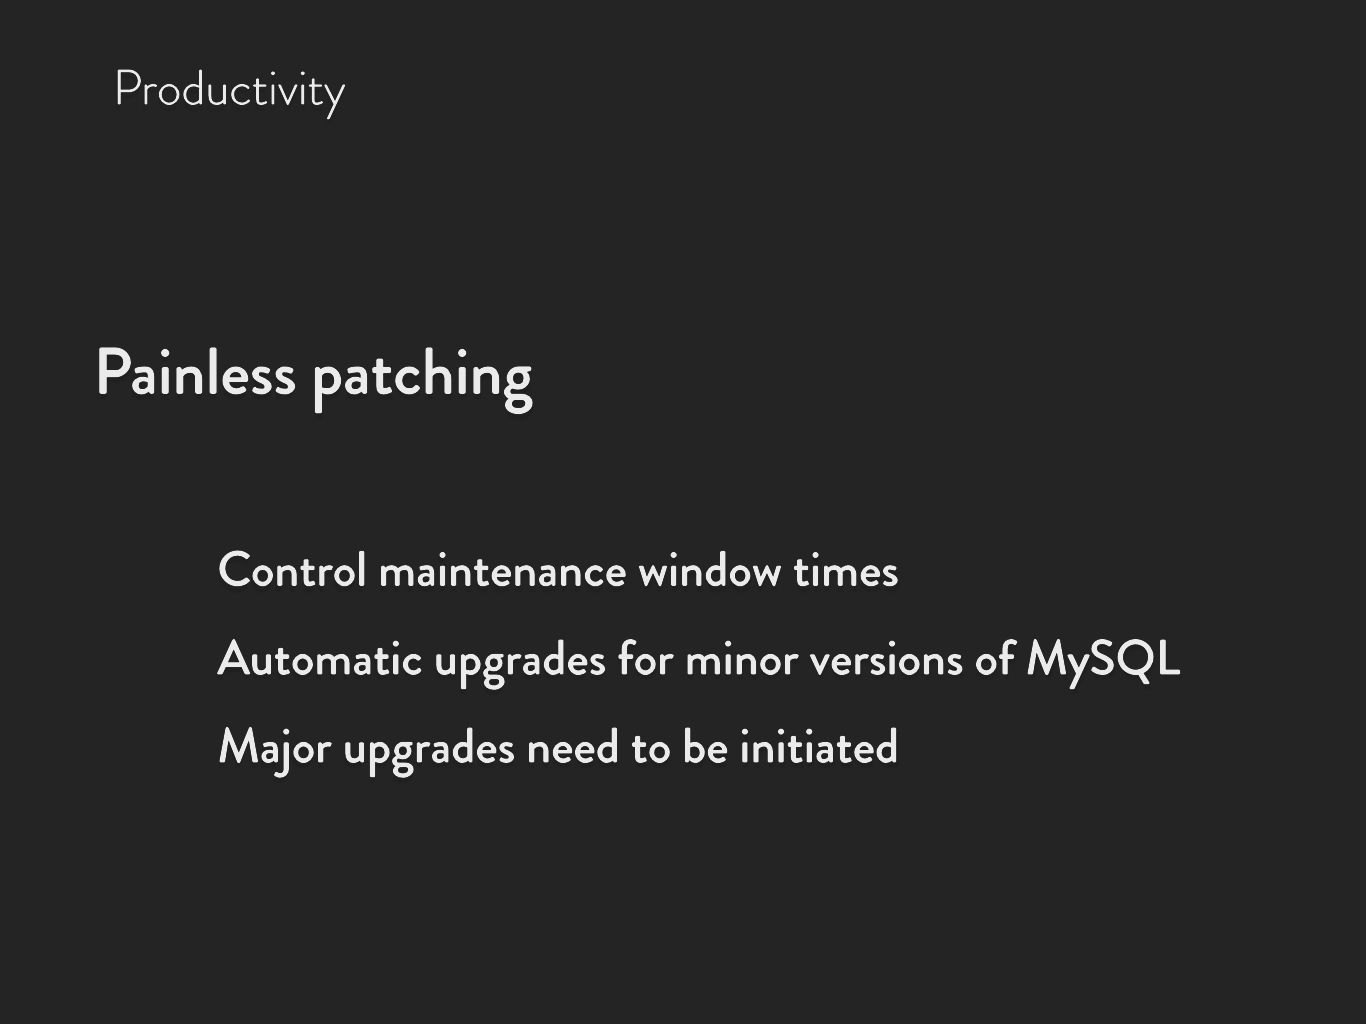 Productivity
Painless patching
Control maintenance window times
Automatic upgrades for minor versions of MySQL
Major upgrades need to be initiated